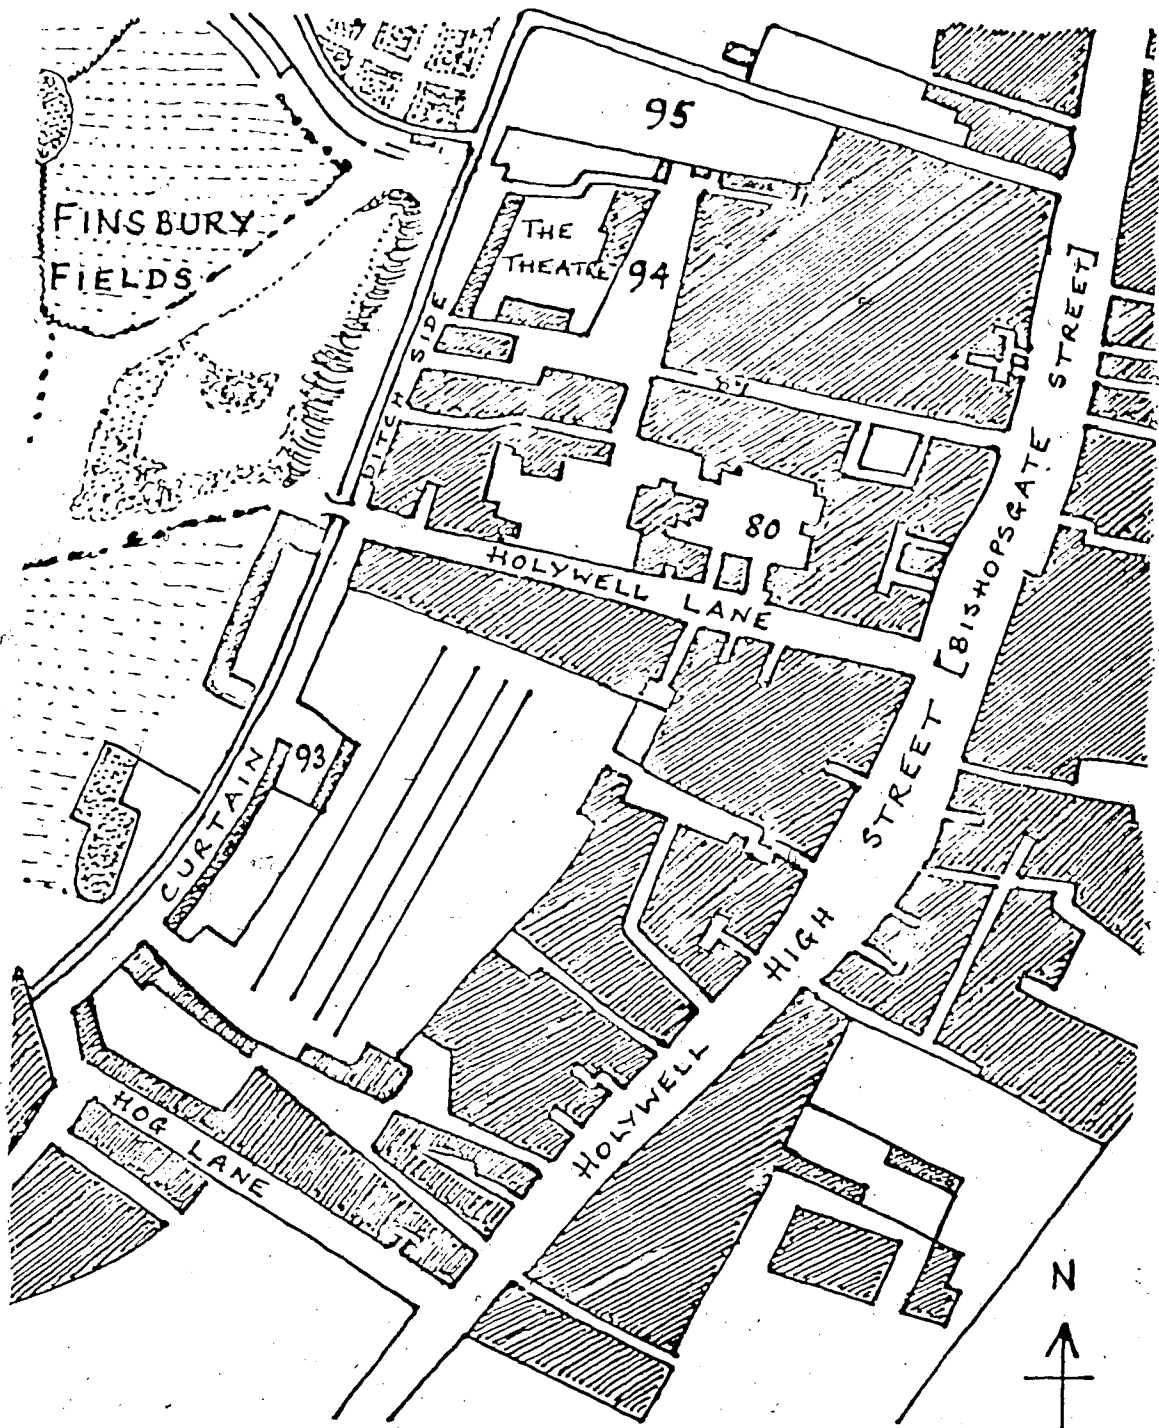 95
FINSBURY
FIELDS
THE
THEATRE
94
DITCH SIDE
80
HOLYWELL LANE
[BISHOPSGATE STREET]
93
CURTAIN
HOLYWELL HIGH STREET
HOG LANE
N